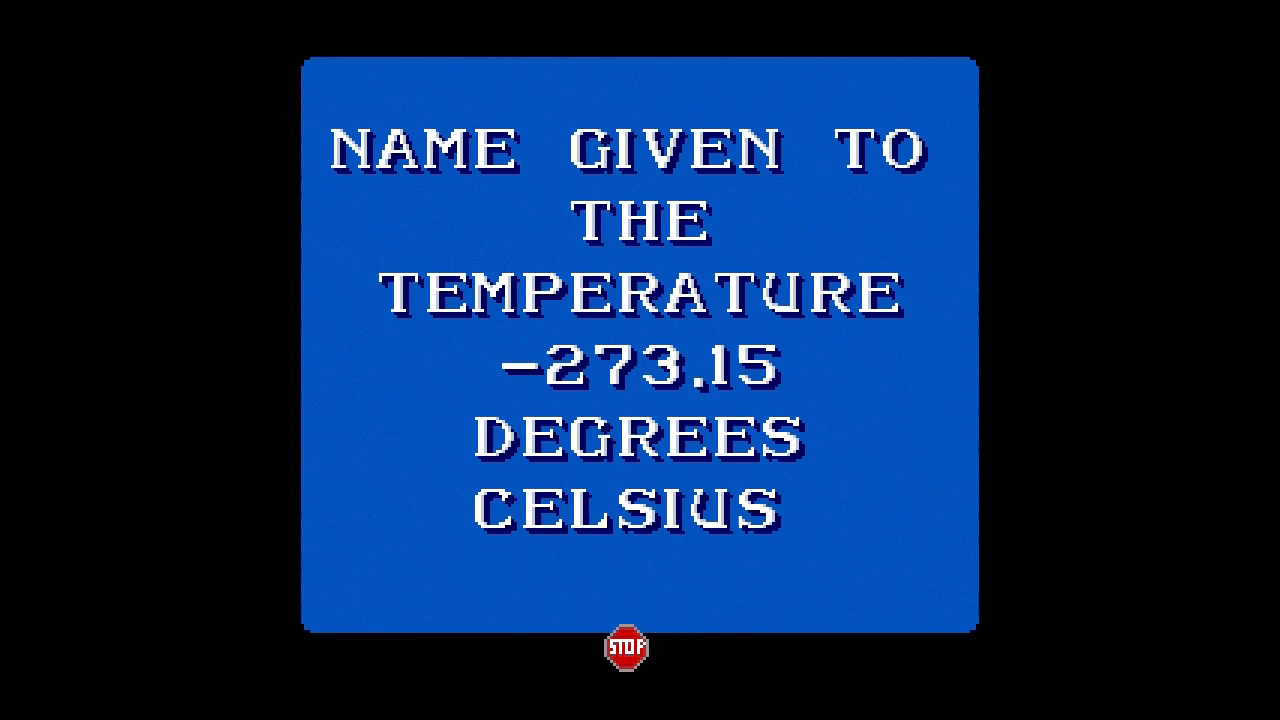 NAME GIVEN TO
THE
TEMPERATURE
-273.15
DEGREES
CELSIUS
STOP